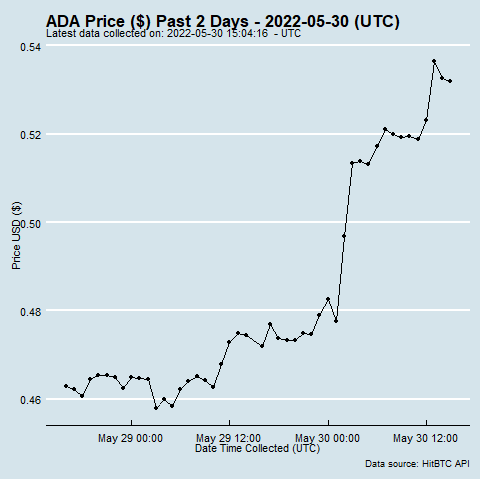 ADA Price ($) Past 2 Days - 2022-05-30 (UTC)
Latest data collected on: 2022-05-30 15:04:16  - UTC
0.54
0.52
0.50
0.48
0.46
Price USD ($)
May 29 00:00
May 29 12:00
May 30 00:00
May 30 12:00
Date Time Collected (UTC)
Data source: HitBTC API